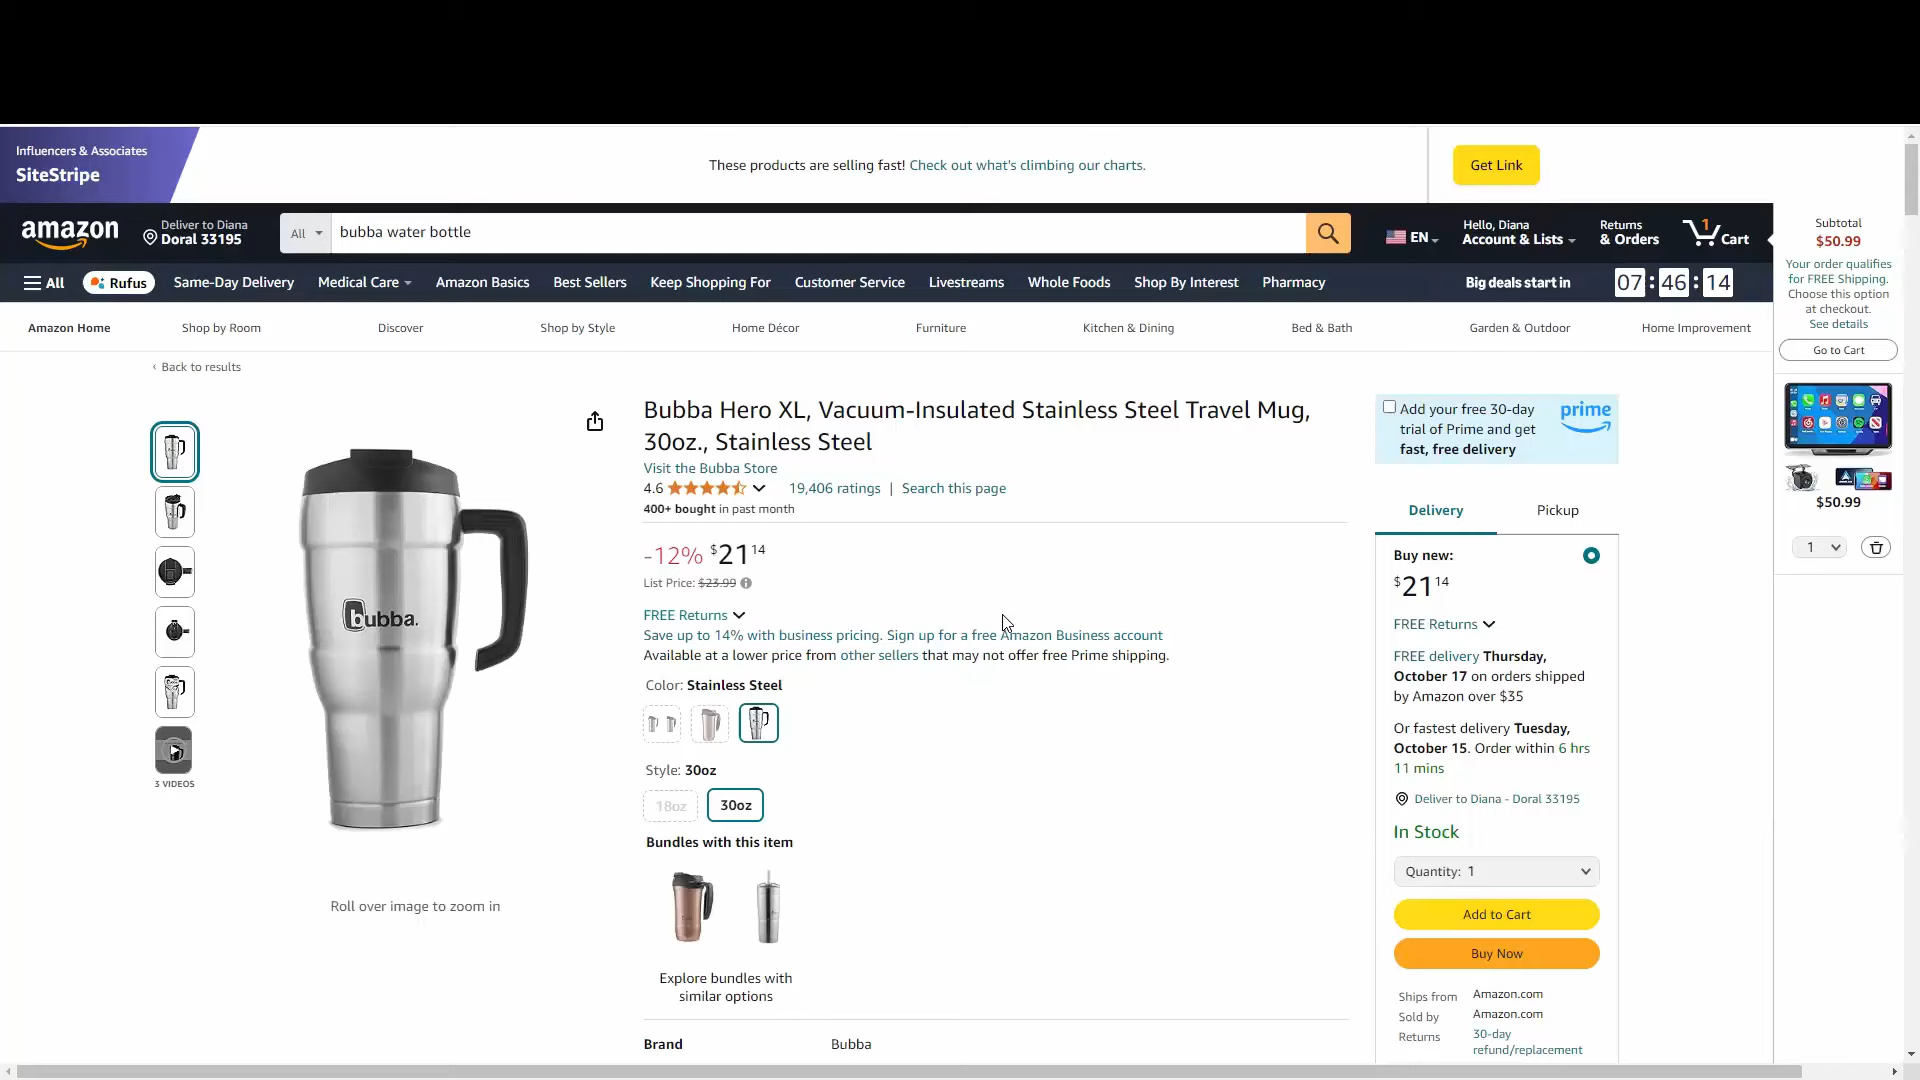 Influencers & Associates
SiteStripe
These products are selling fast! Check out what's climbing our charts.
Get Link
amazon
Deliver to Diana
Doral 33195
All
bubba water bottle
EN
Hello, Diana
Account & Lists
Returns
& Orders
1
Cart
Subtotal
$50.99
Your order qualifies
for FREE Shipping.
Choose this option
at checkout.
See details
Go to Cart
$50.99
1
All
Rufus
Same-Day Delivery
Medical Care
Amazon Basics
Best Sellers
Keep Shopping For
Customer Service
Livestreams
Whole Foods
Shop By Interest
Pharmacy
Big deals start in
07 : 46 : 14
Amazon Home
Shop by Room
Discover
Shop by Style
Home Décor
Furniture
Kitchen & Dining
Bed & Bath
Garden & Outdoor
Home Improvement
‹ Back to results
3 VIDEOS
bubba.
Roll over image to zoom in
Bubba Hero XL, Vacuum-Insulated Stainless Steel Travel Mug,
30oz., Stainless Steel
Visit the Bubba Store
4.6
19,406 ratings | Search this page
400+ bought in past month
-12% $21 14
List Price: $23.99
FREE Returns
Save up to 14% with business pricing. Sign up for a free Amazon Business account
Available at a lower price from other sellers that may not offer free Prime shipping.
Color: Stainless Steel
Style: 30oz
18oz
30oz
Bundles with this item
Explore bundles with
similar options
Brand
Bubba
Add your free 30-day
trial of Prime and get
fast, free delivery
prime
Delivery
Pickup
Buy new:
$21 14
FREE Returns
FREE delivery Thursday,
October 17 on orders shipped
by Amazon over $35
Or fastest delivery Tuesday,
October 15. Order within 6 hrs
11 mins
Deliver to Diana - Doral 33195
In Stock
Quantity: 1
Add to Cart
Buy Now
Ships from
Amazon.com
Sold by
Amazon.com
Returns
30-day
refund/replacement